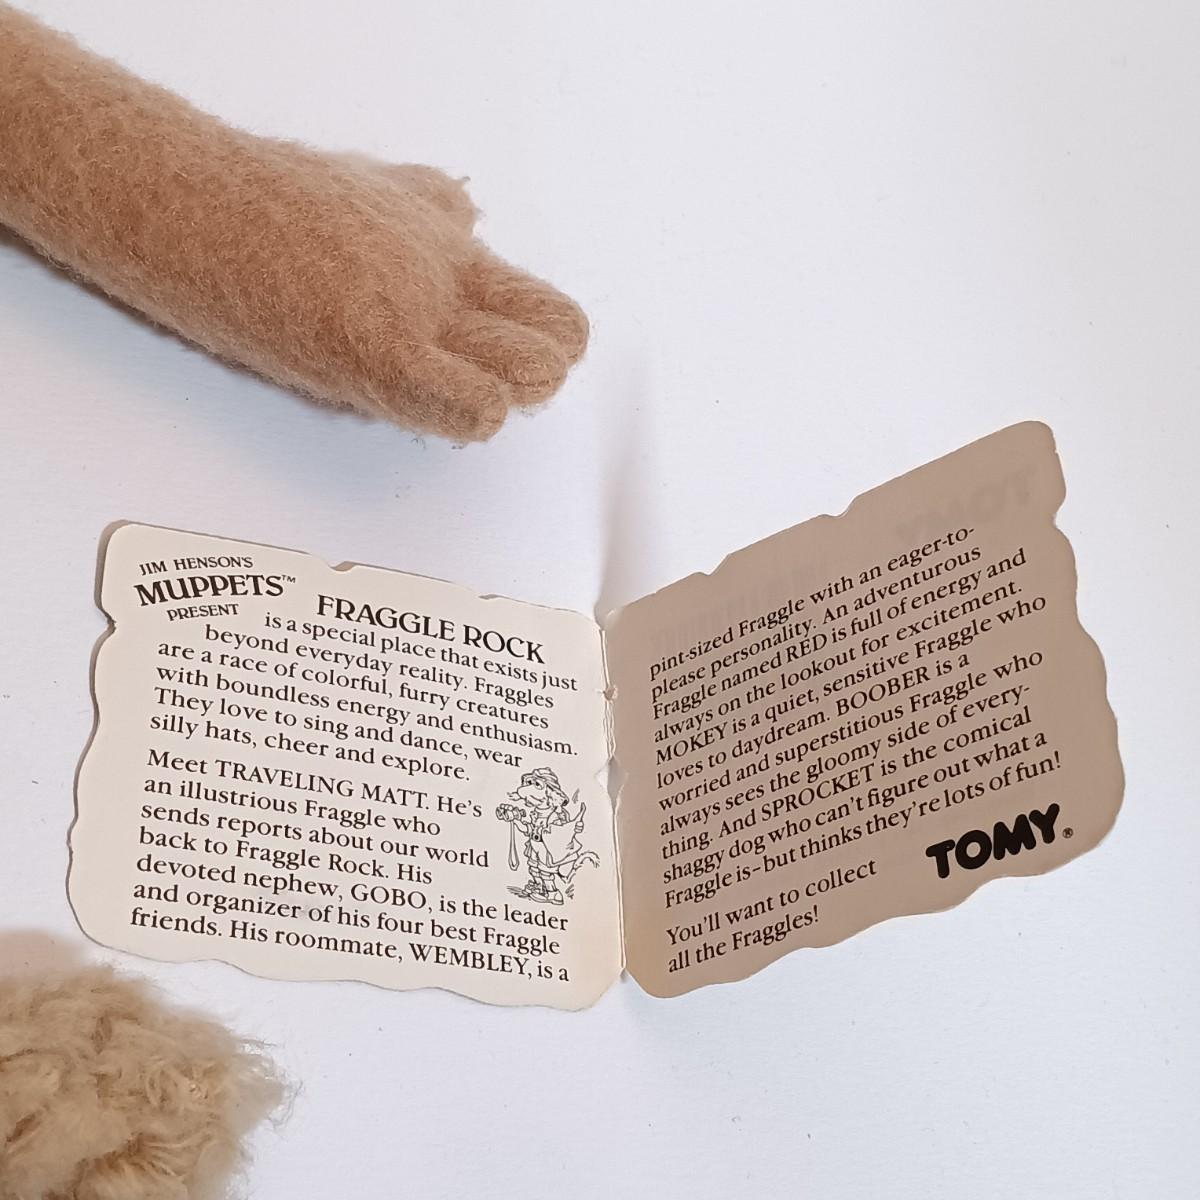 JIM HENSON'S
MUPPETS™
PRESENT
FRAGGLE ROCK
is a special place that exists just
beyond everyday reality. Fraggles
are a race of colorful, furry creatures
with boundless energy and enthusiasm.
They love to sing and dance, wear
silly hats, cheer and explore.
Meet TRAVELING MATT. He's
an illustrious Fraggle who
sends reports about our world
back to Fraggle Rock. His
devoted nephew, GOBO, is the leader
and organizer of his four best Fraggle
friends. His roommate, WEMBLEY, is a
pint-sized Fraggle with an eager-to-
please personality. An adventurous
Fraggle named RED is full of energy and
always on the lookout for excitement.
MOKEY is a quiet, sensitive Fraggle who
loves to daydream. BOOBER is a
worried and superstitious Fraggle who
always sees the gloomy side of every-
thing. And SPROCKET is the comical
shaggy dog who can't figure out what a
Fraggle is–but thinks they're lots of fun!
You'll want to collect
all the Fraggles!
TOMY®